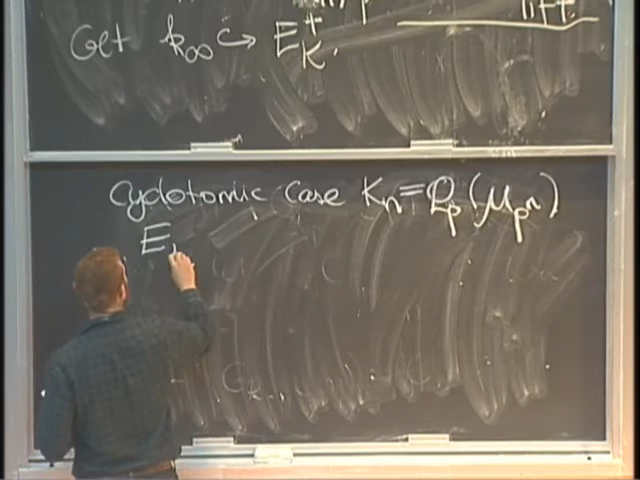 Get k∞ ↪ E_K^+.
Cyclotomic case K_n = Q_p(μ_{p^n})
E